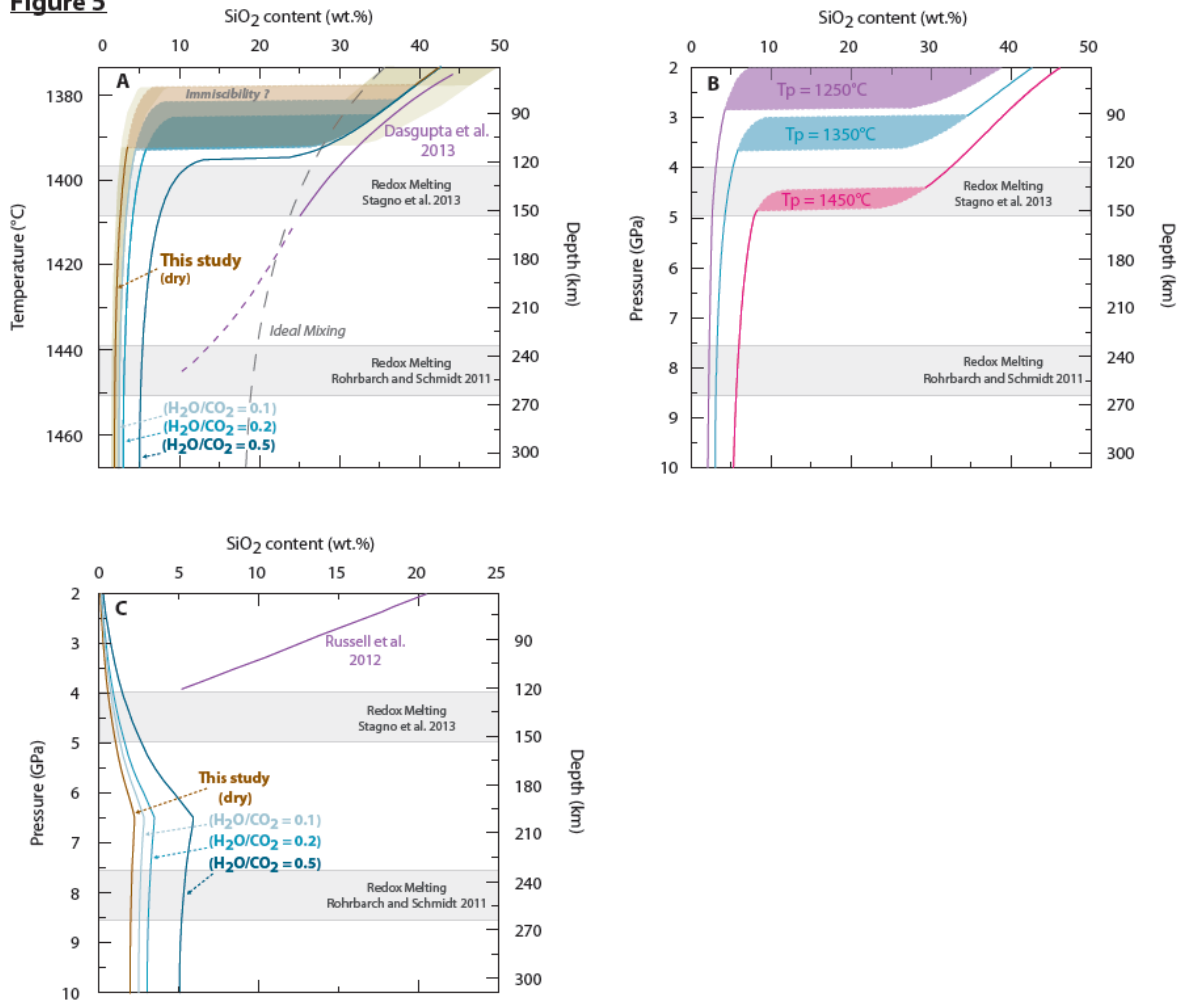 Figure 5
SiO2 content (wt.%)
0 10 20 30 40 50
A
Immiscibility ?
Dasgupta et al.
2013
Redox Melting
Stagno et al. 2013
This study
(dry)
Ideal Mixing
Redox Melting
Rohrbarch and Schmidt 2011
(H2O/CO2 = 0.1)
(H2O/CO2 = 0.2)
(H2O/CO2 = 0.5)
Temperature (°C)
1380
1400
1420
1440
1460
Depth (km)
90
120
150
180
210
240
270
300
SiO2 content (wt.%)
0 10 20 30 40 50
B
Tp = 1250°C
Tp = 1350°C
Tp = 1450°C
Redox Melting
Stagno et al. 2013
Redox Melting
Rohrbarch and Schmidt 2011
Pressure (GPa)
2
3
4
5
6
7
8
9
10
Depth (km)
90
120
150
180
210
240
270
300
SiO2 content (wt.%)
0 5 10 15 20 25
C
Russell et al.
2012
Redox Melting
Stagno et al. 2013
This study
(dry)
(H2O/CO2 = 0.1)
(H2O/CO2 = 0.2)
(H2O/CO2 = 0.5)
Redox Melting
Rohrbarch and Schmidt 2011
Pressure (GPa)
2
3
4
5
6
7
8
9
10
Depth (km)
90
120
150
180
210
240
270
300